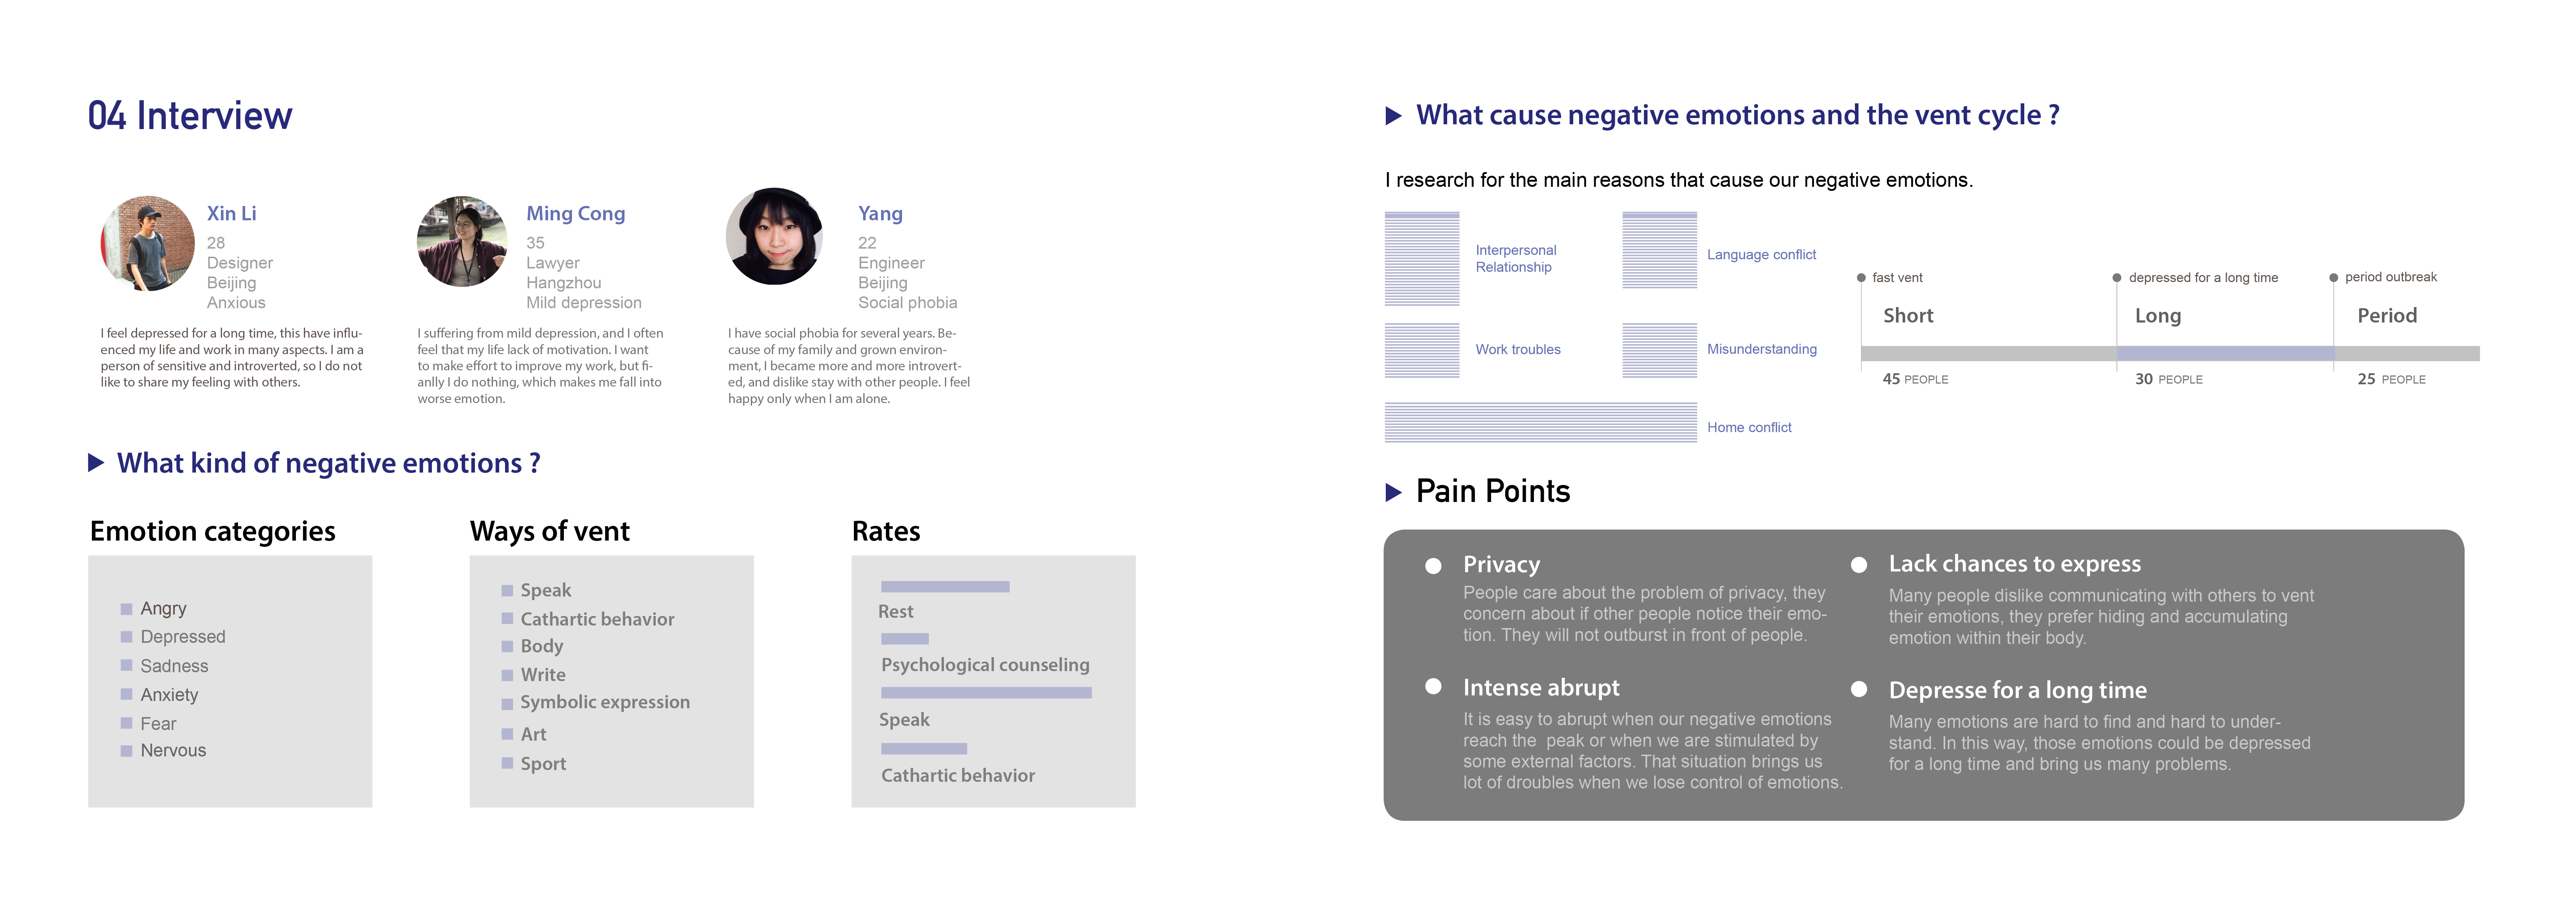 04 Interview
Xin Li
28
Designer
Beijing
Anxious
I feel depressed for a long time, this have influ-
enced my life and work in many aspects. I am a
person of sensitive and introverted, so I do not
like to share my feeling with others.
Ming Cong
35
Lawyer
Hangzhou
Mild depression
I suffering from mild depression, and I often
feel that my life lack of motivation. I want
to make effort to improve my work, but fi-
anlly I do nothing, which makes me fall into
worse emotion.
Yang
22
Engineer
Beijing
Social phobia
I have social phobia for several years. Be-
cause of my family and grown environ-
ment, I became more and more introvert-
ed, and dislike stay with other people. I feel
happy only when I am alone.
What kind of negative emotions ?
Emotion categories
Angry
Depressed
Sadness
Anxiety
Fear
Nervous
Ways of vent
Speak
Cathartic behavior
Body
Write
Symbolic expression
Art
Sport
Rates
Rest
Psychological counseling
Speak
Cathartic behavior
What cause negative emotions and the vent cycle ?
I research for the main reasons that cause our negative emotions.
Interpersonal
Relationship
Language conflict
Work troubles
Misunderstanding
Home conflict
fast vent
depressed for a long time
period outbreak
Short
Long
Period
45 PEOPLE
30 PEOPLE
25 PEOPLE
Pain Points
Privacy
People care about the problem of privacy, they
concern about if other people notice their emo-
tion. They will not outburst in front of people.
Lack chances to express
Many people dislike communicating with others to vent
their emotions, they prefer hiding and accumulating
emotion within their body.
Intense abrupt
It is easy to abrupt when our negative emotions
reach the peak or when we are stimulated by
some external factors. That situation brings us
lot of droubles when we lose control of emotions.
Depresse for a long time
Many emotions are hard to find and hard to under-
stand. In this way, those emotions could be depressed
for a long time and bring us many problems.